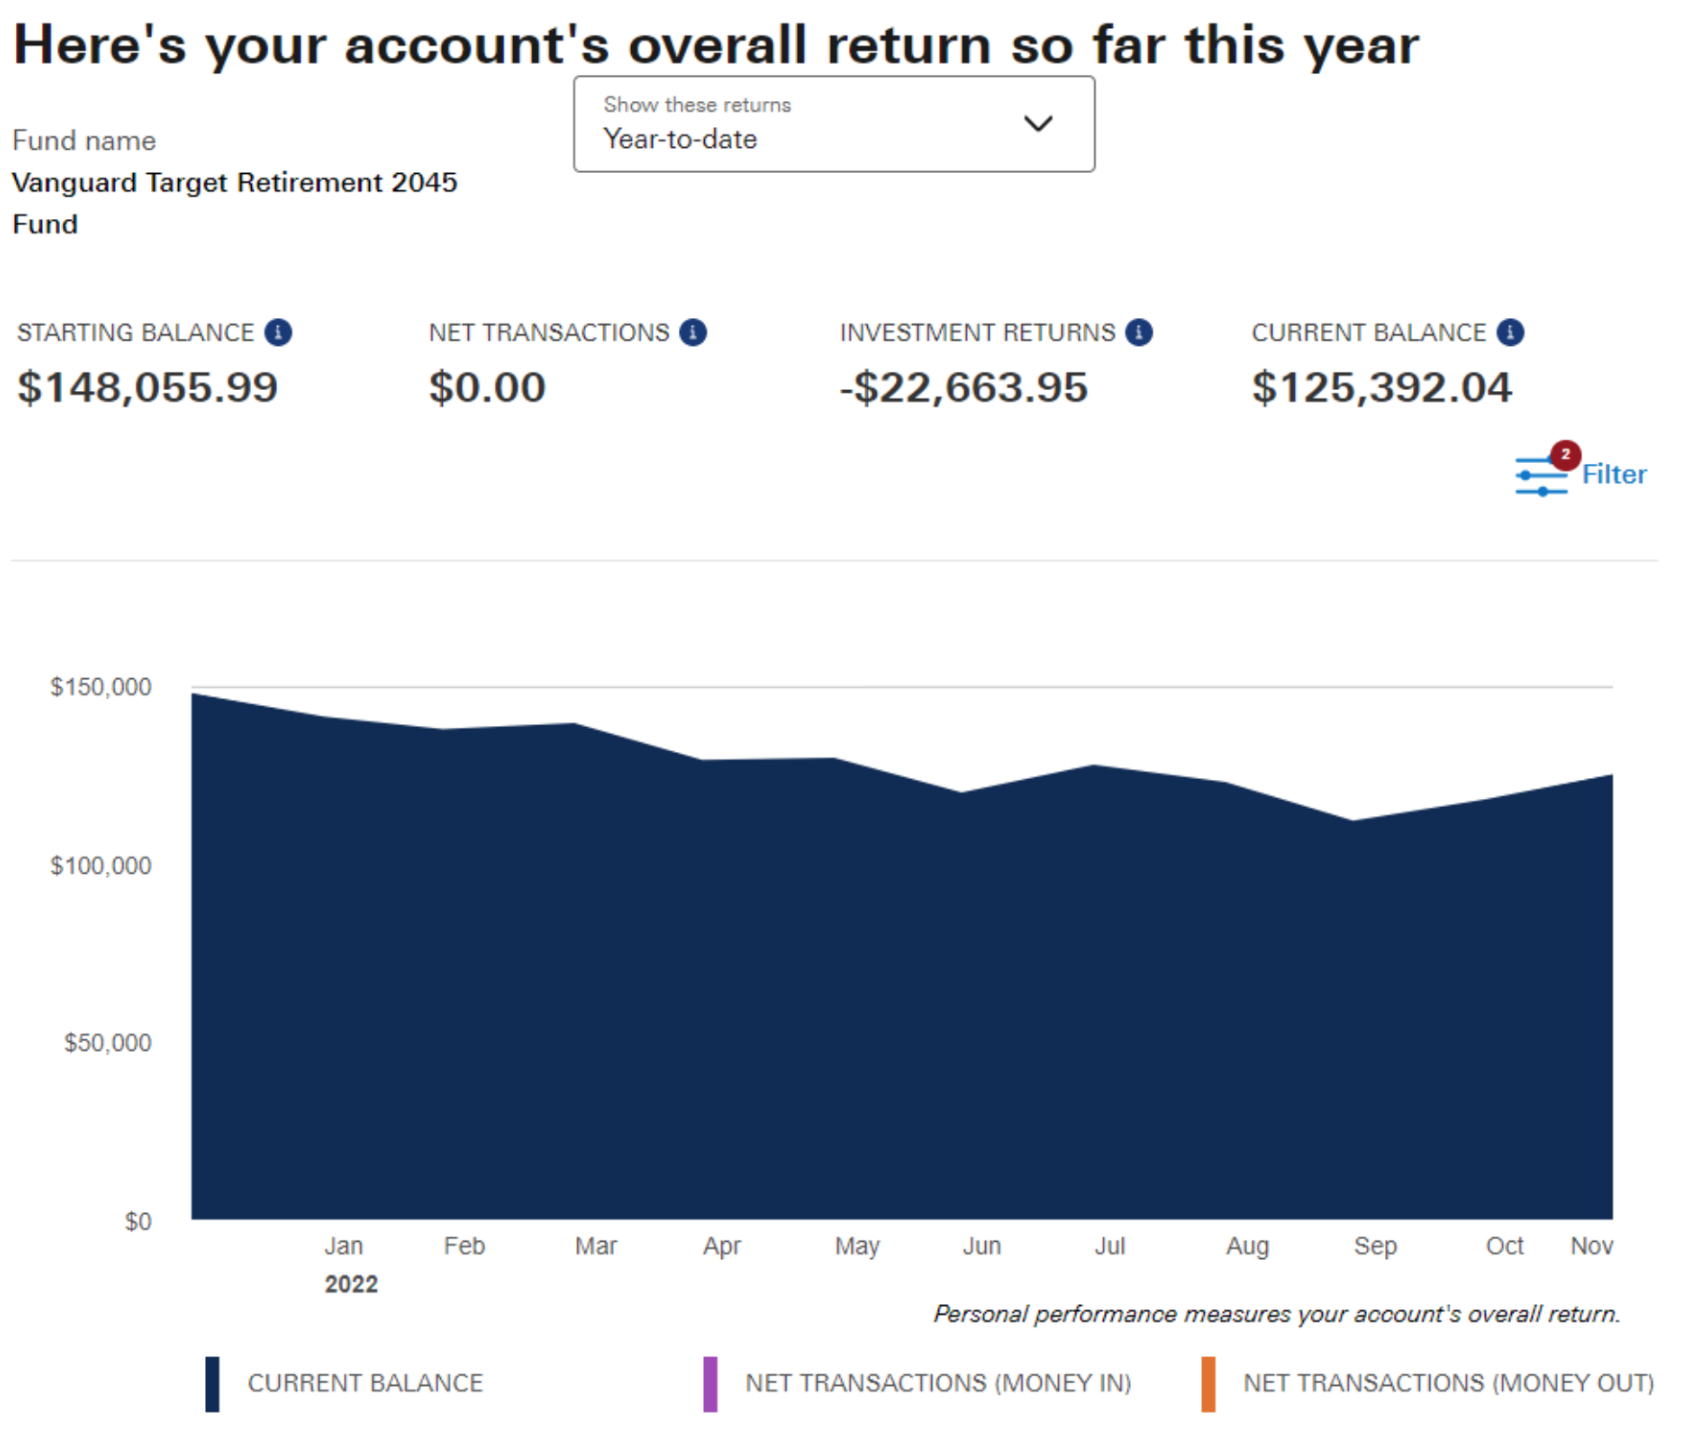 Here's your account's overall return so far this year
Show these returns
Year-to-date
Fund name
Vanguard Target Retirement 2045
Fund
STARTING BALANCE i NET TRANSACTIONS i INVESTMENT RETURNS i CURRENT BALANCE i
$148,055.99 $0.00 -$22,663.95 $125,392.04
2
Filter
$150,000
$100,000
$50,000
$0
Jan Feb Mar Apr May Jun Jul Aug Sep Oct Nov
2022
Personal performance measures your account's overall return.
CURRENT BALANCE NET TRANSACTIONS (MONEY IN) NET TRANSACTIONS (MONEY OUT)